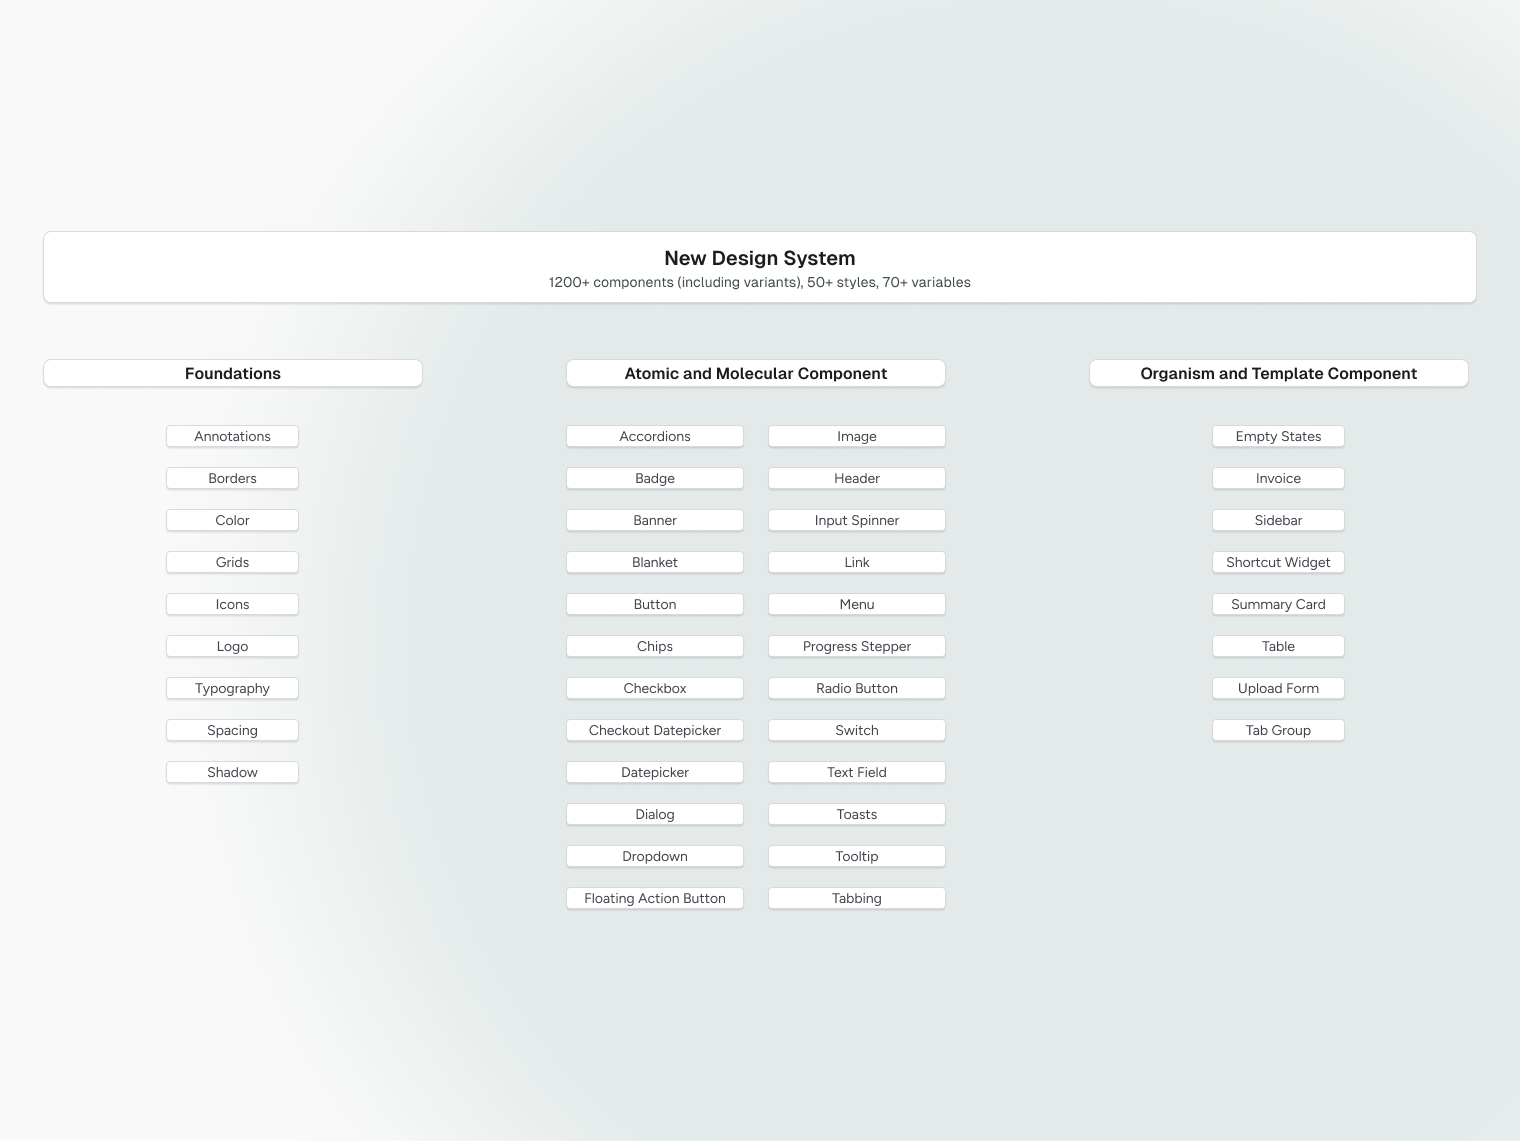 New Design System
1200+ components (including variants), 50+ styles, 70+ variables
Foundations
Annotations
Borders
Color
Grids
Icons
Logo
Typography
Spacing
Shadow
Atomic and Molecular Component
Accordions
Badge
Banner
Blanket
Button
Chips
Checkbox
Checkout Datepicker
Datepicker
Dialog
Dropdown
Floating Action Button
Image
Header
Input Spinner
Link
Menu
Progress Stepper
Radio Button
Switch
Text Field
Toasts
Tooltip
Tabbing
Organism and Template Component
Empty States
Invoice
Sidebar
Shortcut Widget
Summary Card
Table
Upload Form
Tab Group